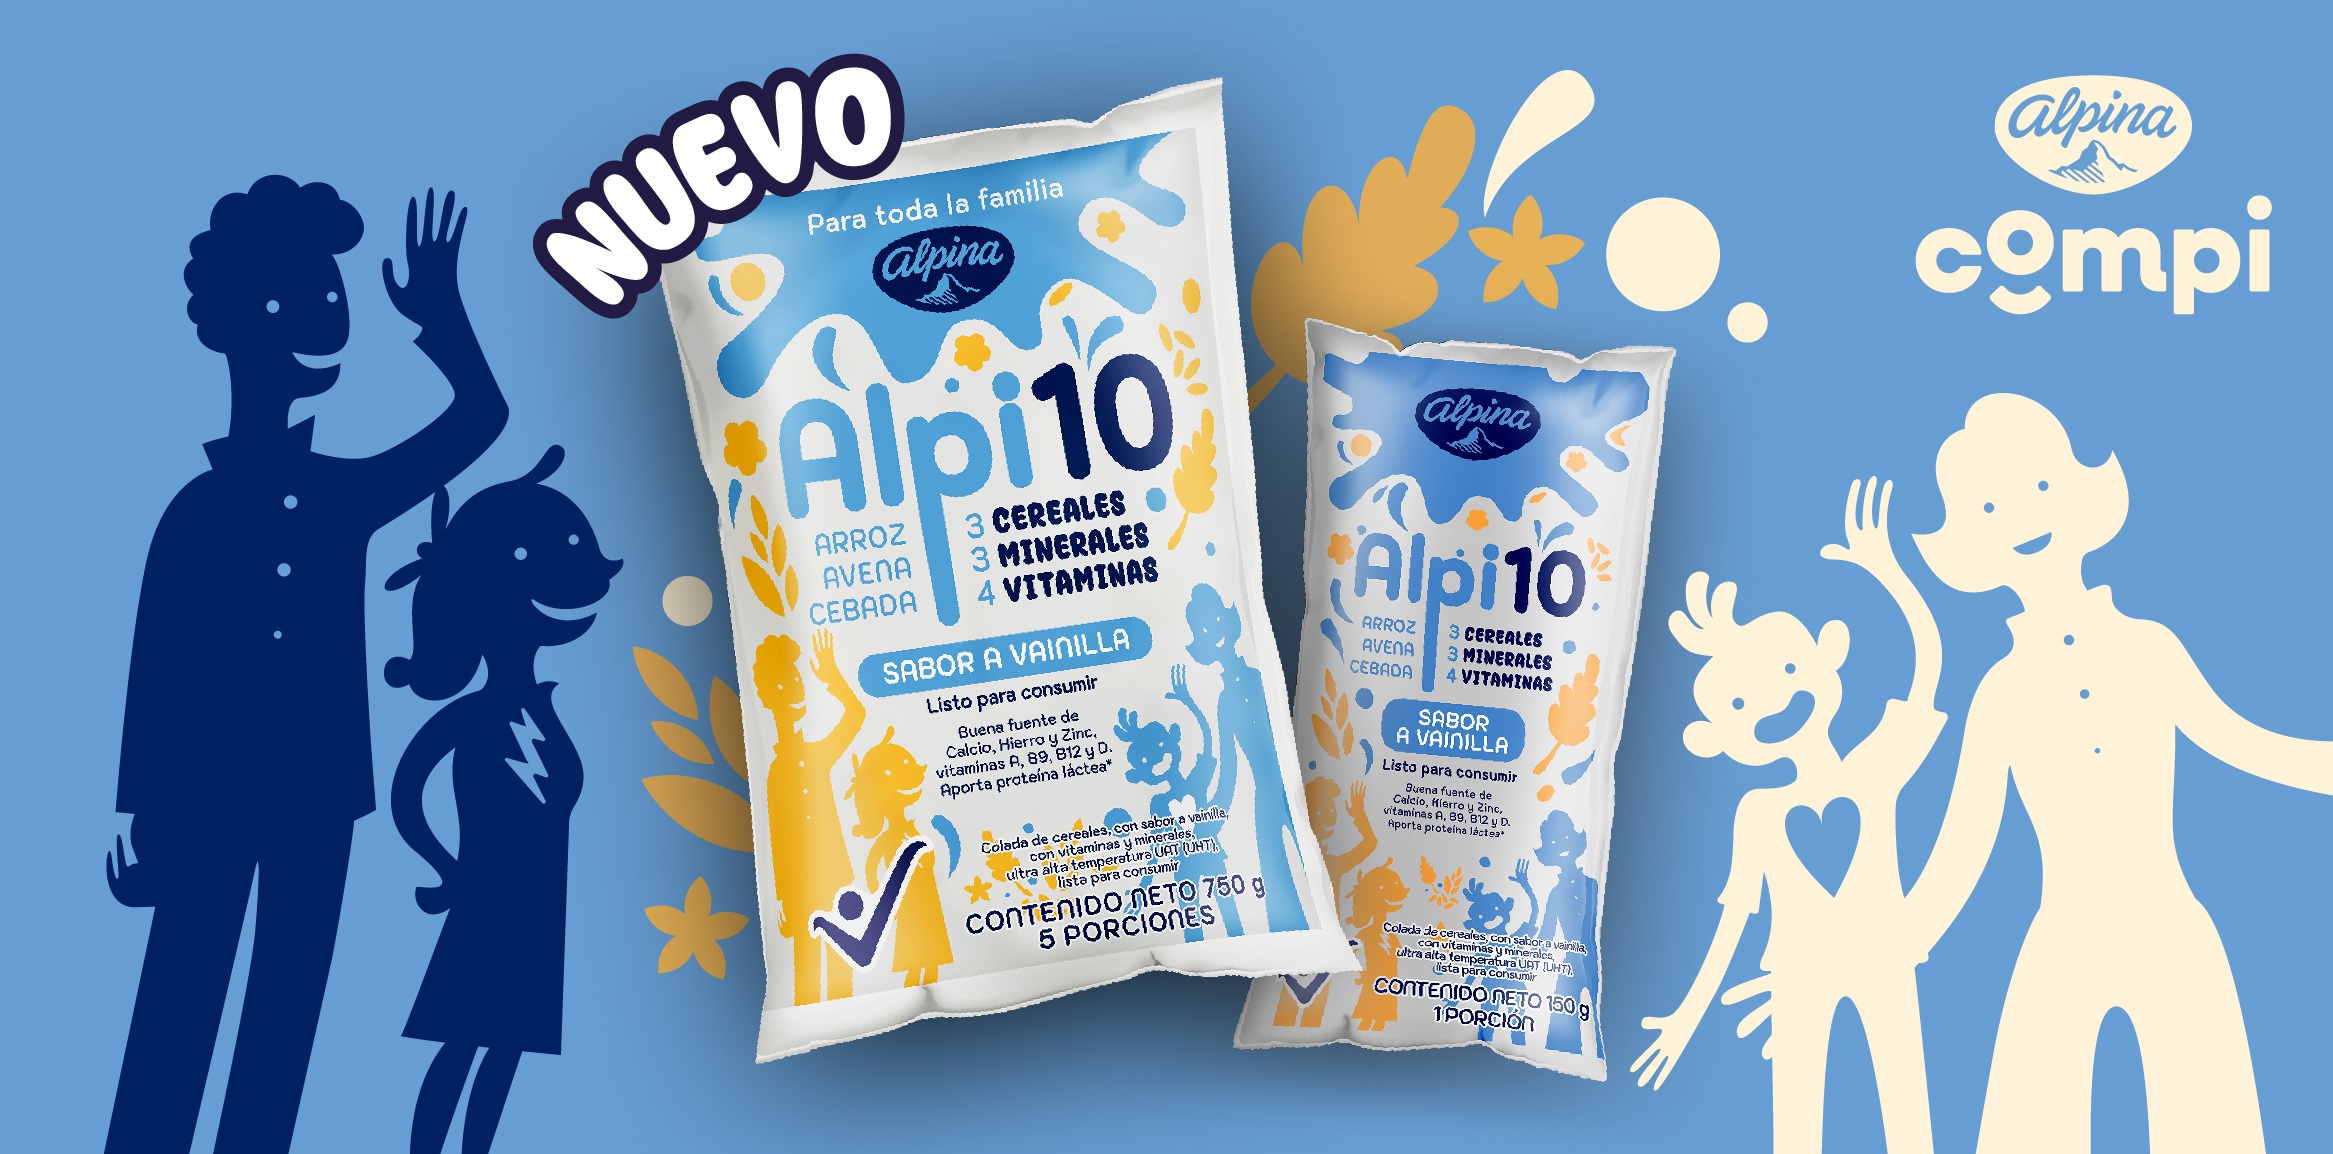 NUEVO
Para toda la familia
alpina
Alpi10
ARROZ
AVENA
CEBADA
3 CEREALES
3 MINERALES
4 VITAMINAS
SABOR A VAINILLA
Listo para consumir
Buena fuente de
Calcio, Hierro y Zinc,
vitaminas A, B9, B12 y D.
Aporta proteína láctea*
Colada de cereales, con sabor a vainilla,
con vitaminas y minerales,
ultra alta temperatura UAT (UHT),
lista para consumir
CONTENIDO NETO 750 g
5 PORCIONES
alpina
Alpi10
ARROZ
AVENA
CEBADA
3 CEREALES
3 MINERALES
4 VITAMINAS
SABOR
A VAINILLA
Listo para consumir
Buena fuente de
Calcio, Hierro y Zinc,
vitaminas A, B9, B12 y D.
Aporta proteína láctea*
Colada de cereales, con sabor a vainilla,
con vitaminas y minerales,
ultra alta temperatura UAT (UHT),
lista para consumir
CONTENIDO NETO 150 g
1 PORCIÓN
alpina
compi